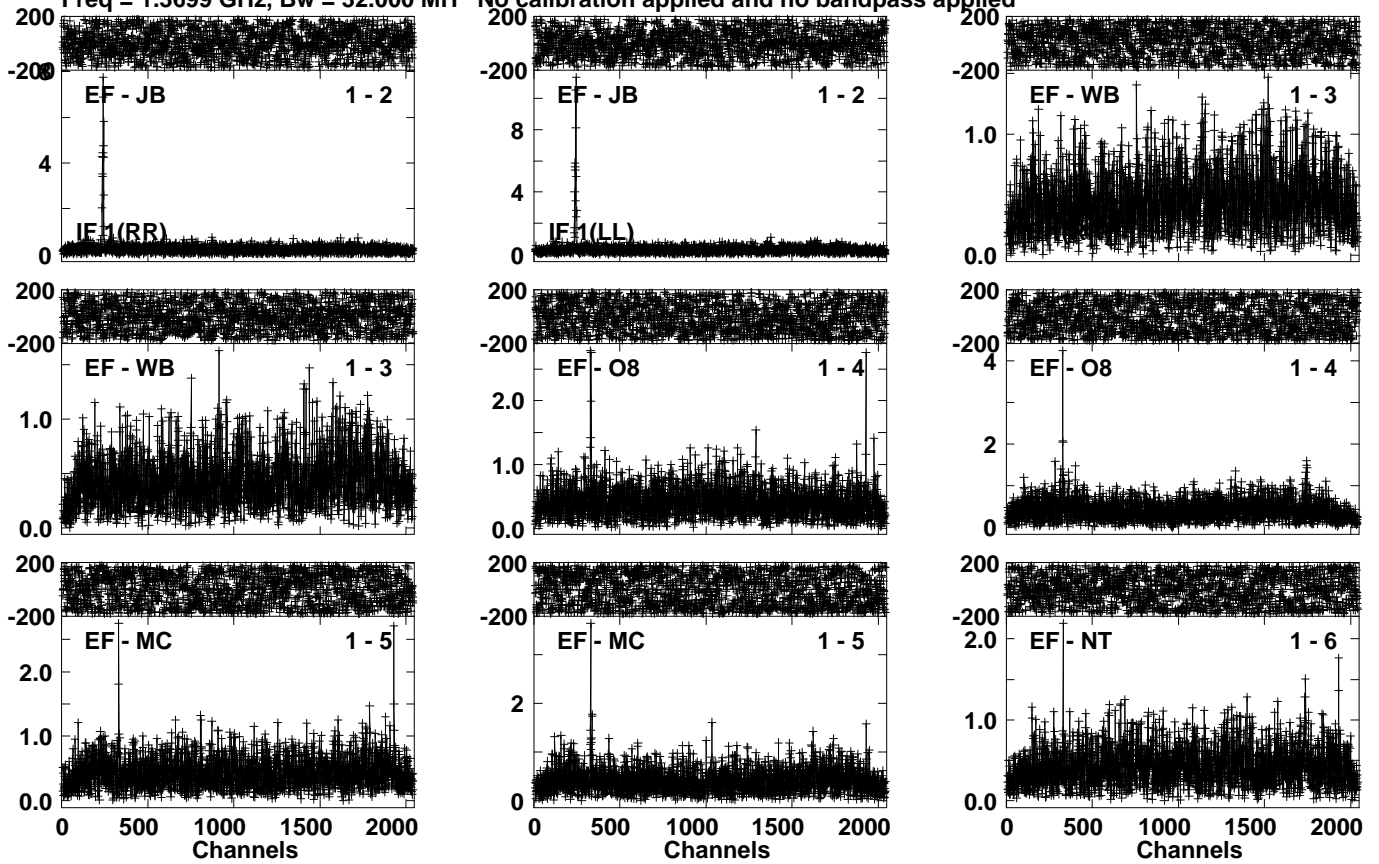 Freq = 1.3699 GHz, Bw = 32.000 MH No calibration applied and no bandpass applied
200 200 200
-200 -200 -200
8
EF - JB 1 - 2 EF - JB 1 - 2 EF - WB 1 - 3
8 1.0
4 4
IF 1(RR) IF 1(LL)
0 0 0.0
200 200 200
-200 -200 -200
EF - WB 1 - 3 EF - O8 1 - 4 EF - O8 1 - 4
4
1.0 2.0 2
1.0
0.0 0.0 0
200 200 200
-200 -200 -200
EF - MC 1 - 5 EF - MC 1 - 5 EF - NT 1 - 6
2.0 2 2.0
1.0 1.0
0.0 0 0.0
0 500 1000 1500 2000 0 500 1000 1500 2000 0 500 1000 1500 2000
Channels Channels Channels